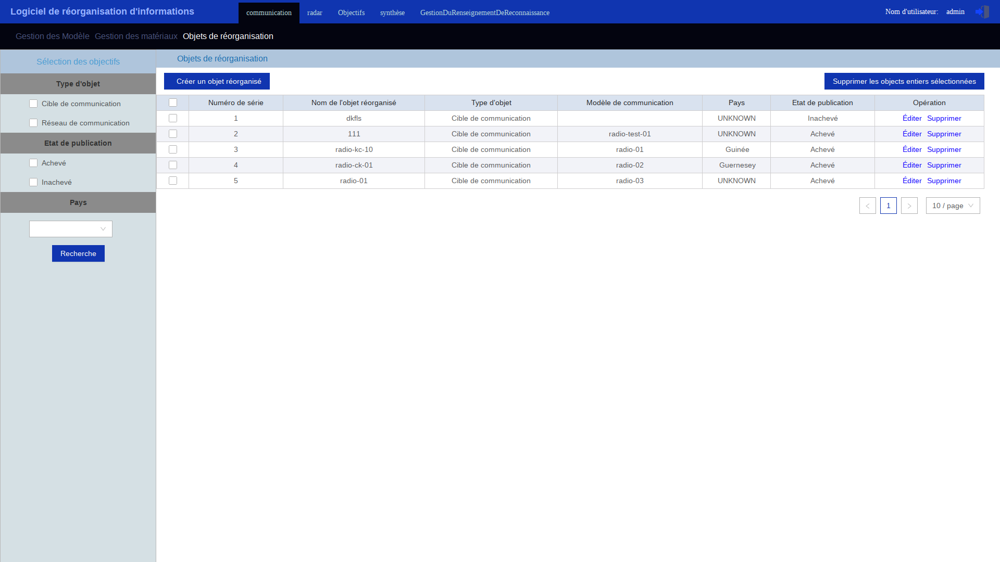 Logiciel de réorganisation d'informations
communication radar Objectifs synthèse GestionDuRenseignementDeReconnaissance
Nom d'utilisateur: admin
Gestion des Modèle Gestion des matériaux Objets de réorganisation
Sélection des objectifs
Type d'objet
Cible de communication
Réseau de communication
Etat de publication
Achevé
Inachevé
Pays
Recherche
Objets de réorganisation
Créer un objet réorganisé
Supprimer les objects entiers sélectionnées
Numéro de série Nom de l'objet réorganisé Type d'objet Modèle de communication Pays Etat de publication Opération
1 dkfls Cible de communication UNKNOWN Inachevé Éditer Supprimer
2 111 Cible de communication radio-test-01 UNKNOWN Achevé Éditer Supprimer
3 radio-kc-10 Cible de communication radio-01 Guinée Achevé Éditer Supprimer
4 radio-ck-01 Cible de communication radio-02 Guernesey Achevé Éditer Supprimer
5 radio-01 Cible de communication radio-03 UNKNOWN Achevé Éditer Supprimer
1 10 / page